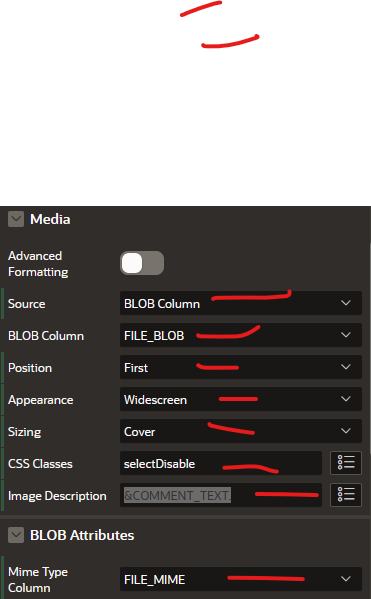 Media
Advanced
Formatting
Source BLOB Column
BLOB Column FILE_BLOB
Position First
Appearance Widescreen
Sizing Cover
CSS Classes selectDisable
Image Description &COMMENT_TEXT.
BLOB Attributes
Mime Type
Column FILE_MIME